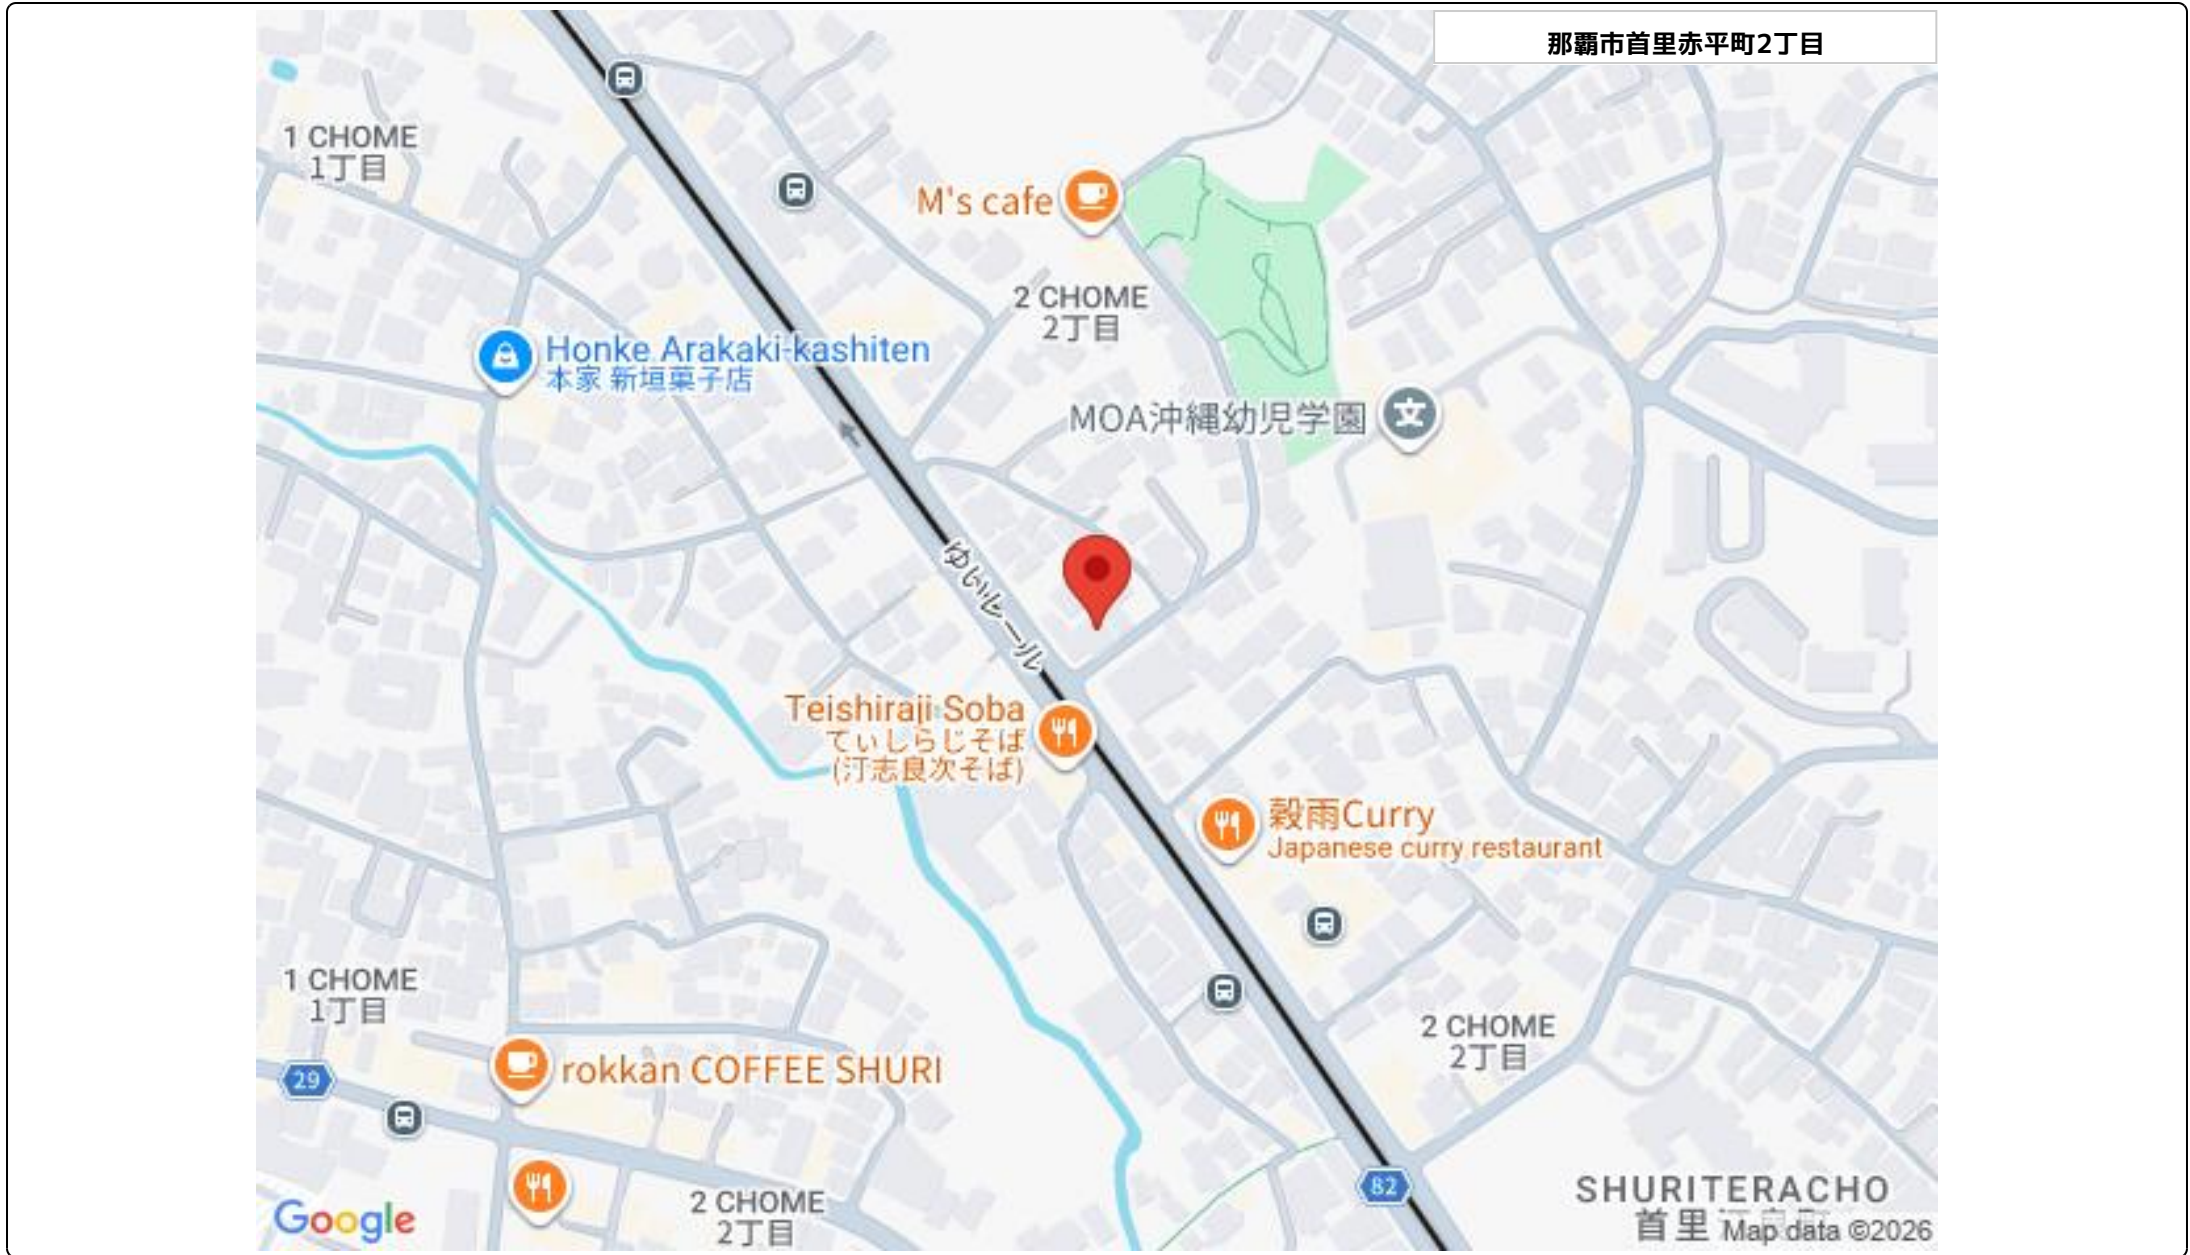 那覇市首里赤平町2丁目
1 CHOME
1丁目
M's cafe
2 CHOME
2丁目
Honke Arakaki-kashiten
本家 新垣菓子店
MOA沖縄幼児学園
文
ゆいレール
Teishiraji Soba
てぃしらじそば
(汀志良次そば)
穀雨Curry
Japanese curry restaurant
1 CHOME
1丁目
2 CHOME
2丁目
rokkan COFFEE SHURI
29
82
SHURITERACHO
首里
2 CHOME
2丁目
Google
Map data ©2026